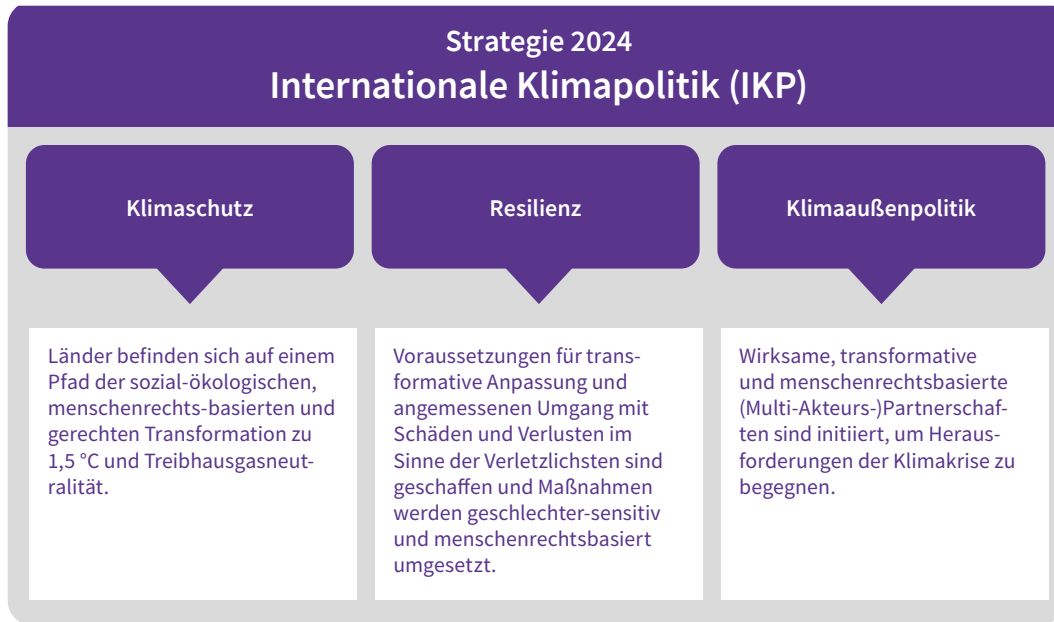 Strategie 2024
Internationale Klimapolitik (IKP)
Klimaschutz
Länder befinden sich auf einem
Pfad der sozial-ökologischen,
menschenrechts-basierten und
gerechten Transformation zu
1,5 °C und Treibhausgasneut-
ralität.
Resilienz
Voraussetzungen für trans-
formative Anpassung und
angemessenen Umgang mit
Schäden und Verlusten im
Sinne der Verletzlichsten sind
geschaffen und Maßnahmen
werden geschlechter-sensitiv
und menschenrechtsbasiert
umgesetzt.
Klimaaußenpolitik
Wirksame, transformative
und menschenrechtsbasierte
(Multi-Akteurs-)Partnerschaf-
ten sind initiiert, um Heraus-
forderungen der Klimakrise zu
begegnen.